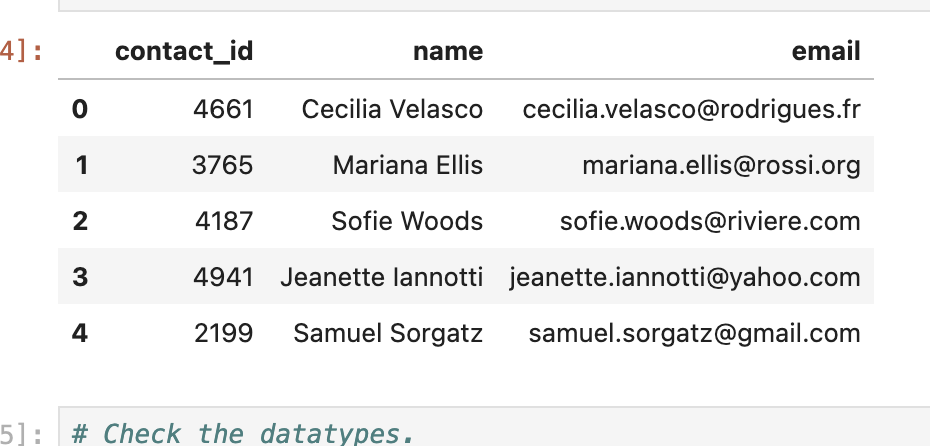 4]:
contact_id name email
0 4661 Cecilia Velasco cecilia.velasco@rodrigues.fr
1 3765 Mariana Ellis mariana.ellis@rossi.org
2 4187 Sofie Woods sofie.woods@riviere.com
3 4941 Jeanette Iannotti jeanette.iannotti@yahoo.com
4 2199 Samuel Sorgatz samuel.sorgatz@gmail.com
5]: # Check the datatypes.